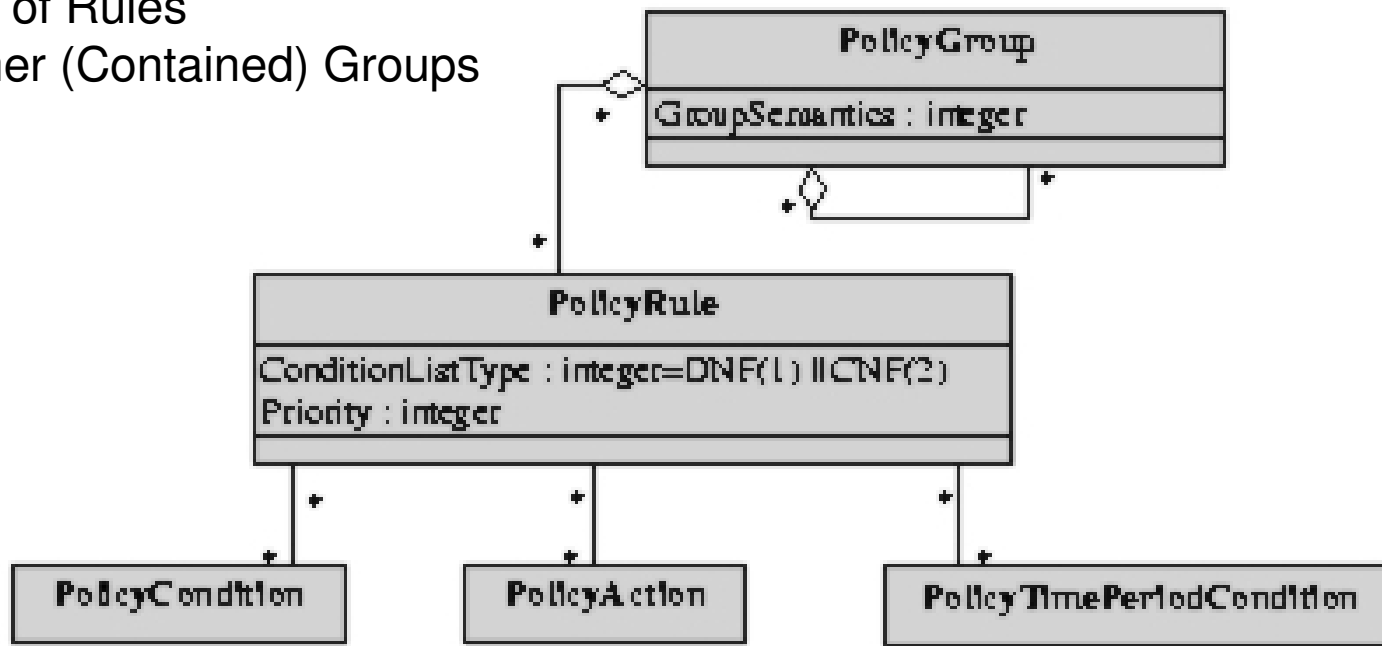 of Rules
(Contained) Groups
PolicyGroup
GroupSemantics : integer
*
*
*
*
PolicyRule
ConditionListType : integer=DNF(1) ||CNF(2)
Priority : integer
*
*
*
*
*
*
PolicyCondition
PolicyAction
PolicyTimePeriodCondition